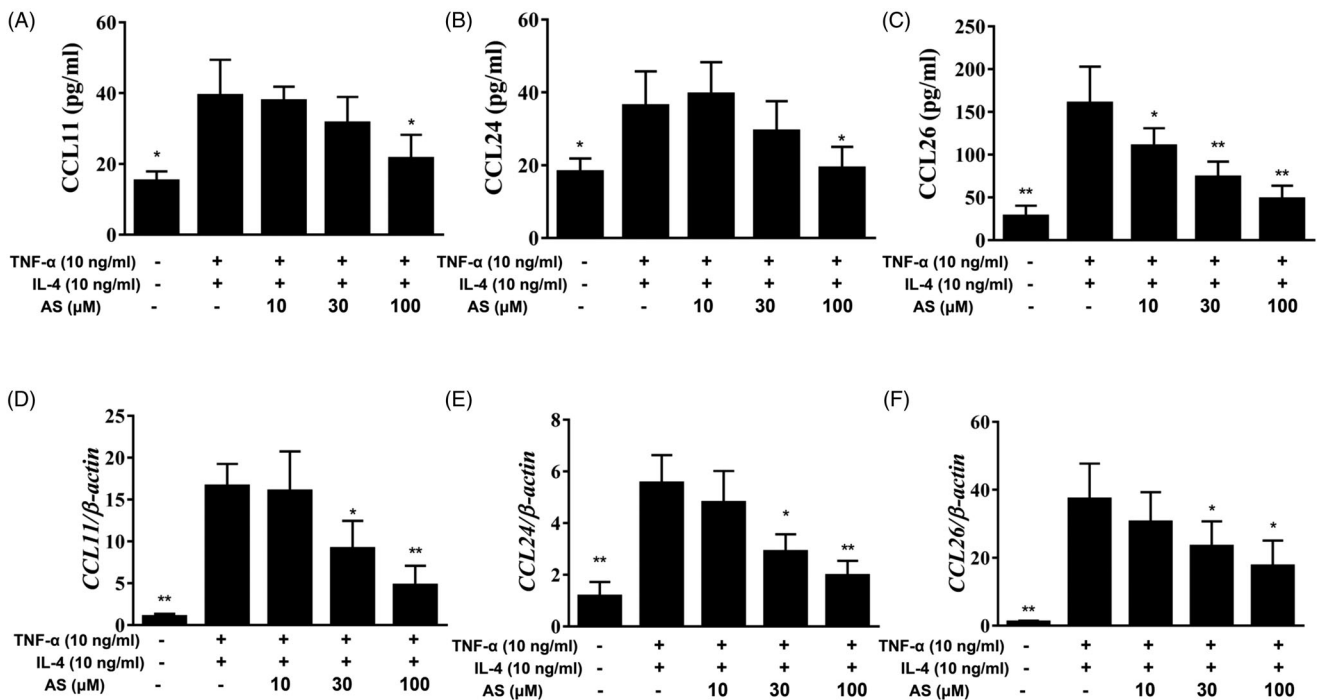 (A)
CCL11 (pg/ml)
60
40
20
0
* *
TNF-α (10 ng/ml) - + + + +
IL-4 (10 ng/ml) - + + + +
AS (µM) - - 10 30 100
(B)
CCL24 (pg/ml)
60
40
20
0
* *
TNF-α (10 ng/ml) - + + + +
IL-4 (10 ng/ml) - + + + +
AS (µM) - - 10 30 100
(C)
CCL26 (pg/ml)
250
200
150
100
50
0
** * ** **
TNF-α (10 ng/ml) - + + + +
IL-4 (10 ng/ml) - + + + +
AS (µM) - - 10 30 100
(D)
CCL11/β-actin
25
20
15
10
5
0
** * **
TNF-α (10 ng/ml) - + + + +
IL-4 (10 ng/ml) - + + + +
AS (µM) - - 10 30 100
(E)
CCL24/β-actin
8
6
4
2
0
** * **
TNF-α (10 ng/ml) - + + + +
IL-4 (10 ng/ml) - + + + +
AS (µM) - - 10 30 100
(F)
CCL26/β-actin
60
40
20
0
** * *
TNF-α (10 ng/ml) - + + + +
IL-4 (10 ng/ml) - + + + +
AS (µM) - - 10 30 100